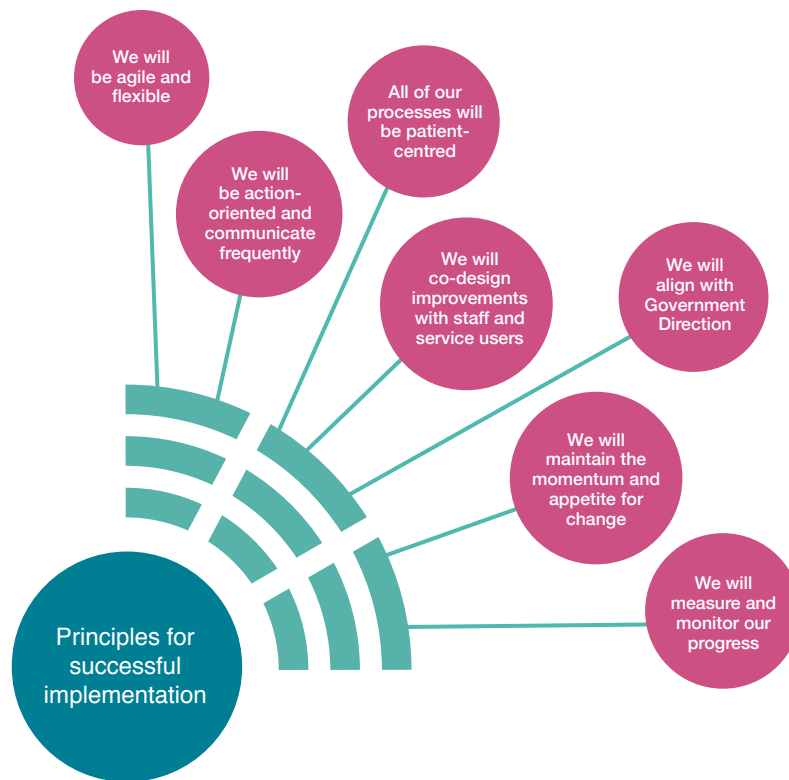 We will
be agile and
flexible
All of our
processes will
be patient-
centred
We will
be action-
oriented and
communicate
frequently
We will
co-design
improvements
with staff and
service users
We will
align with
Government
Direction
We will
maintain the
momentum and
appetite for
change
We will
measure and
monitor our
progress
Principles for
successful
implementation